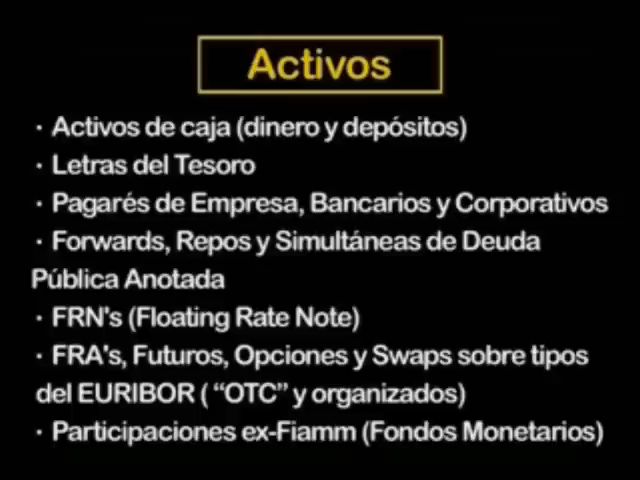 Activos
· Activos de caja (dinero y depósitos)
· Letras del Tesoro
· Pagarés de Empresa, Bancarios y Corporativos
· Forwards, Repos y Simultáneas de Deuda
Pública Anotada
· FRN's (Floating Rate Note)
· FRA's, Futuros, Opciones y Swaps sobre tipos
del EURIBOR ( “OTC” y organizados)
· Participaciones ex-Fiamm (Fondos Monetarios)